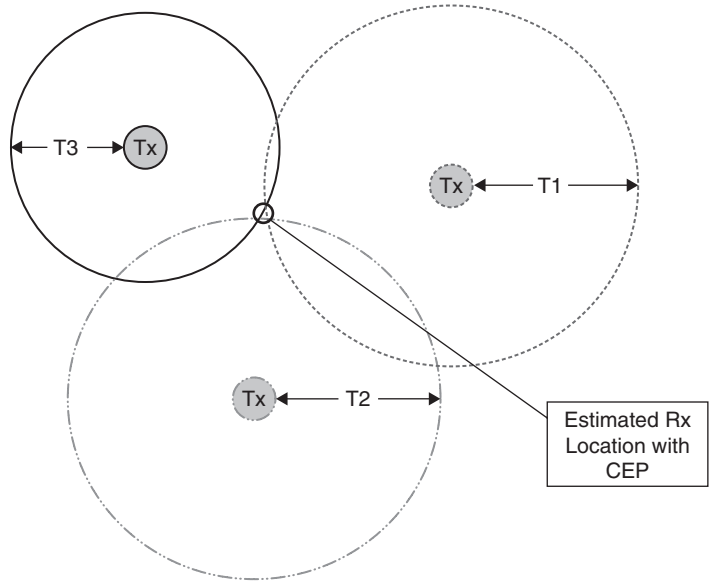 Tx
T3
Tx
T1
Tx
T2
Estimated Rx
Location with
CEP